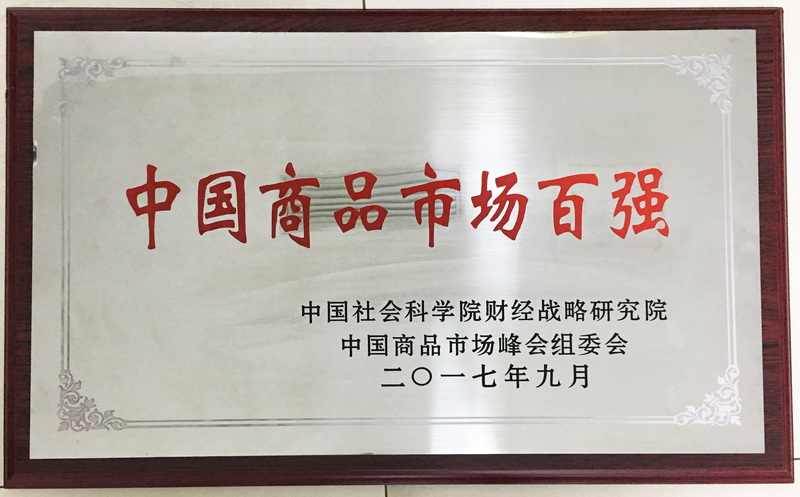 中国商品市场百强
中国社会科学院财经战略研究院
中国商品市场峰会组委会
二〇一七年九月